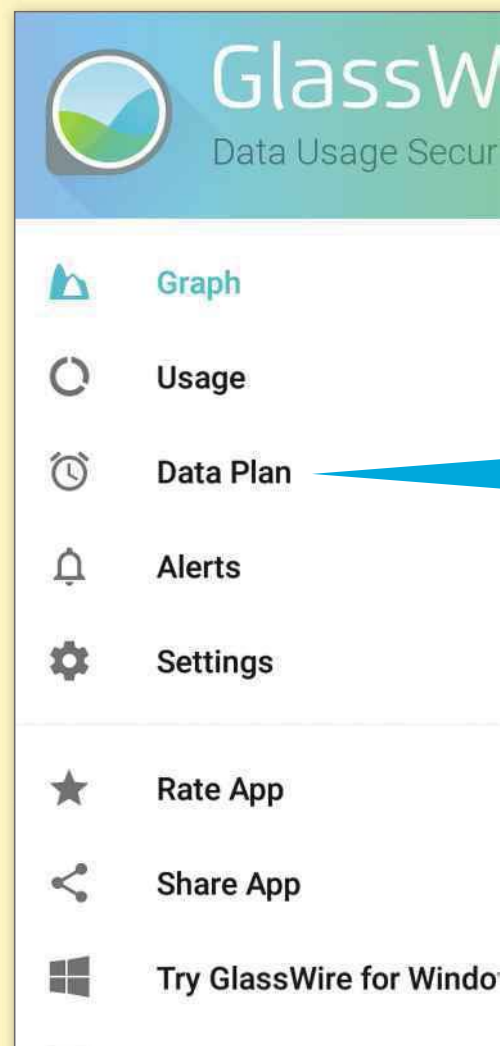 GlassW
Data Usage Secur
Graph
Usage
Data Plan
Alerts
Settings
Rate App
Share App
Try GlassWire for Windo